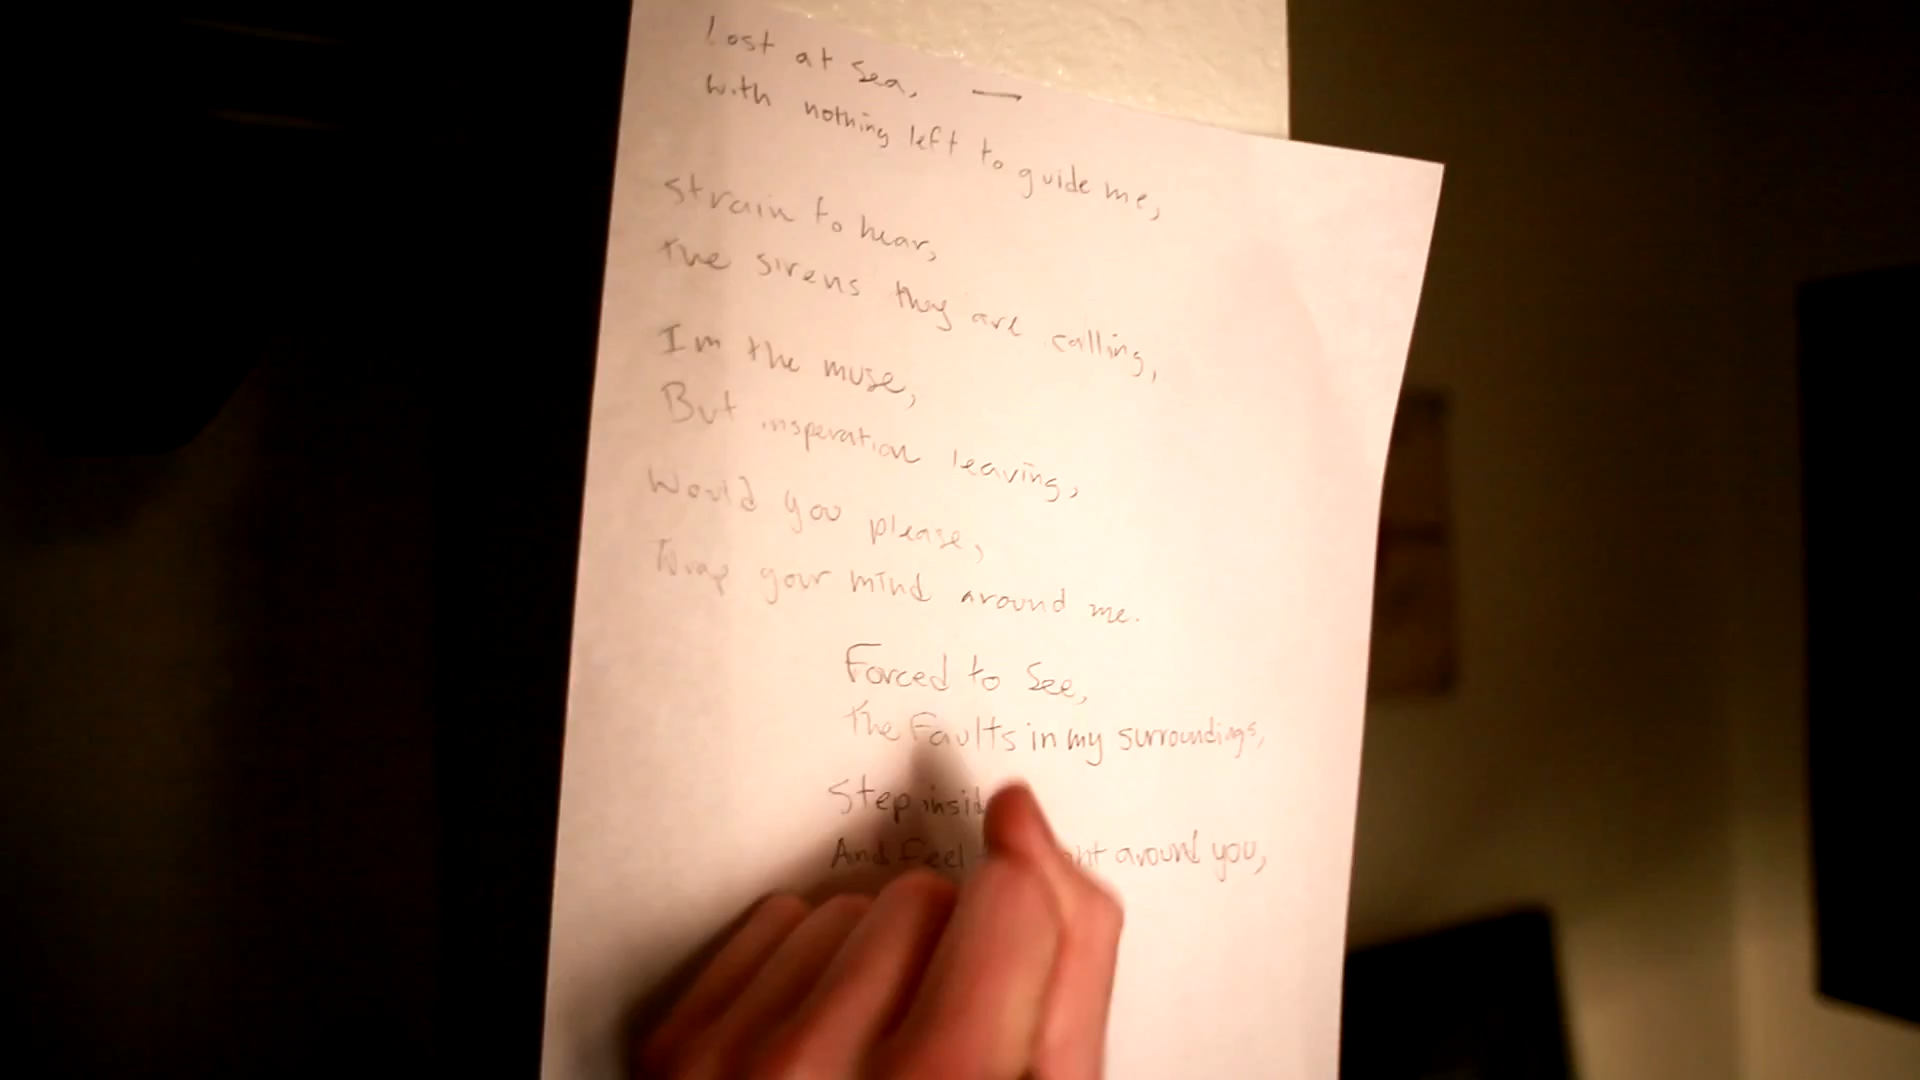 Lost at sea, —
with nothing left to guide me,
strain to hear,
the sirens they are calling,
Im the muse,
But insperation leaving,
Would you please,
Wrap your mind around me.
Forced to See,
The Faults in my surroundings,
Step
And Feel around you,